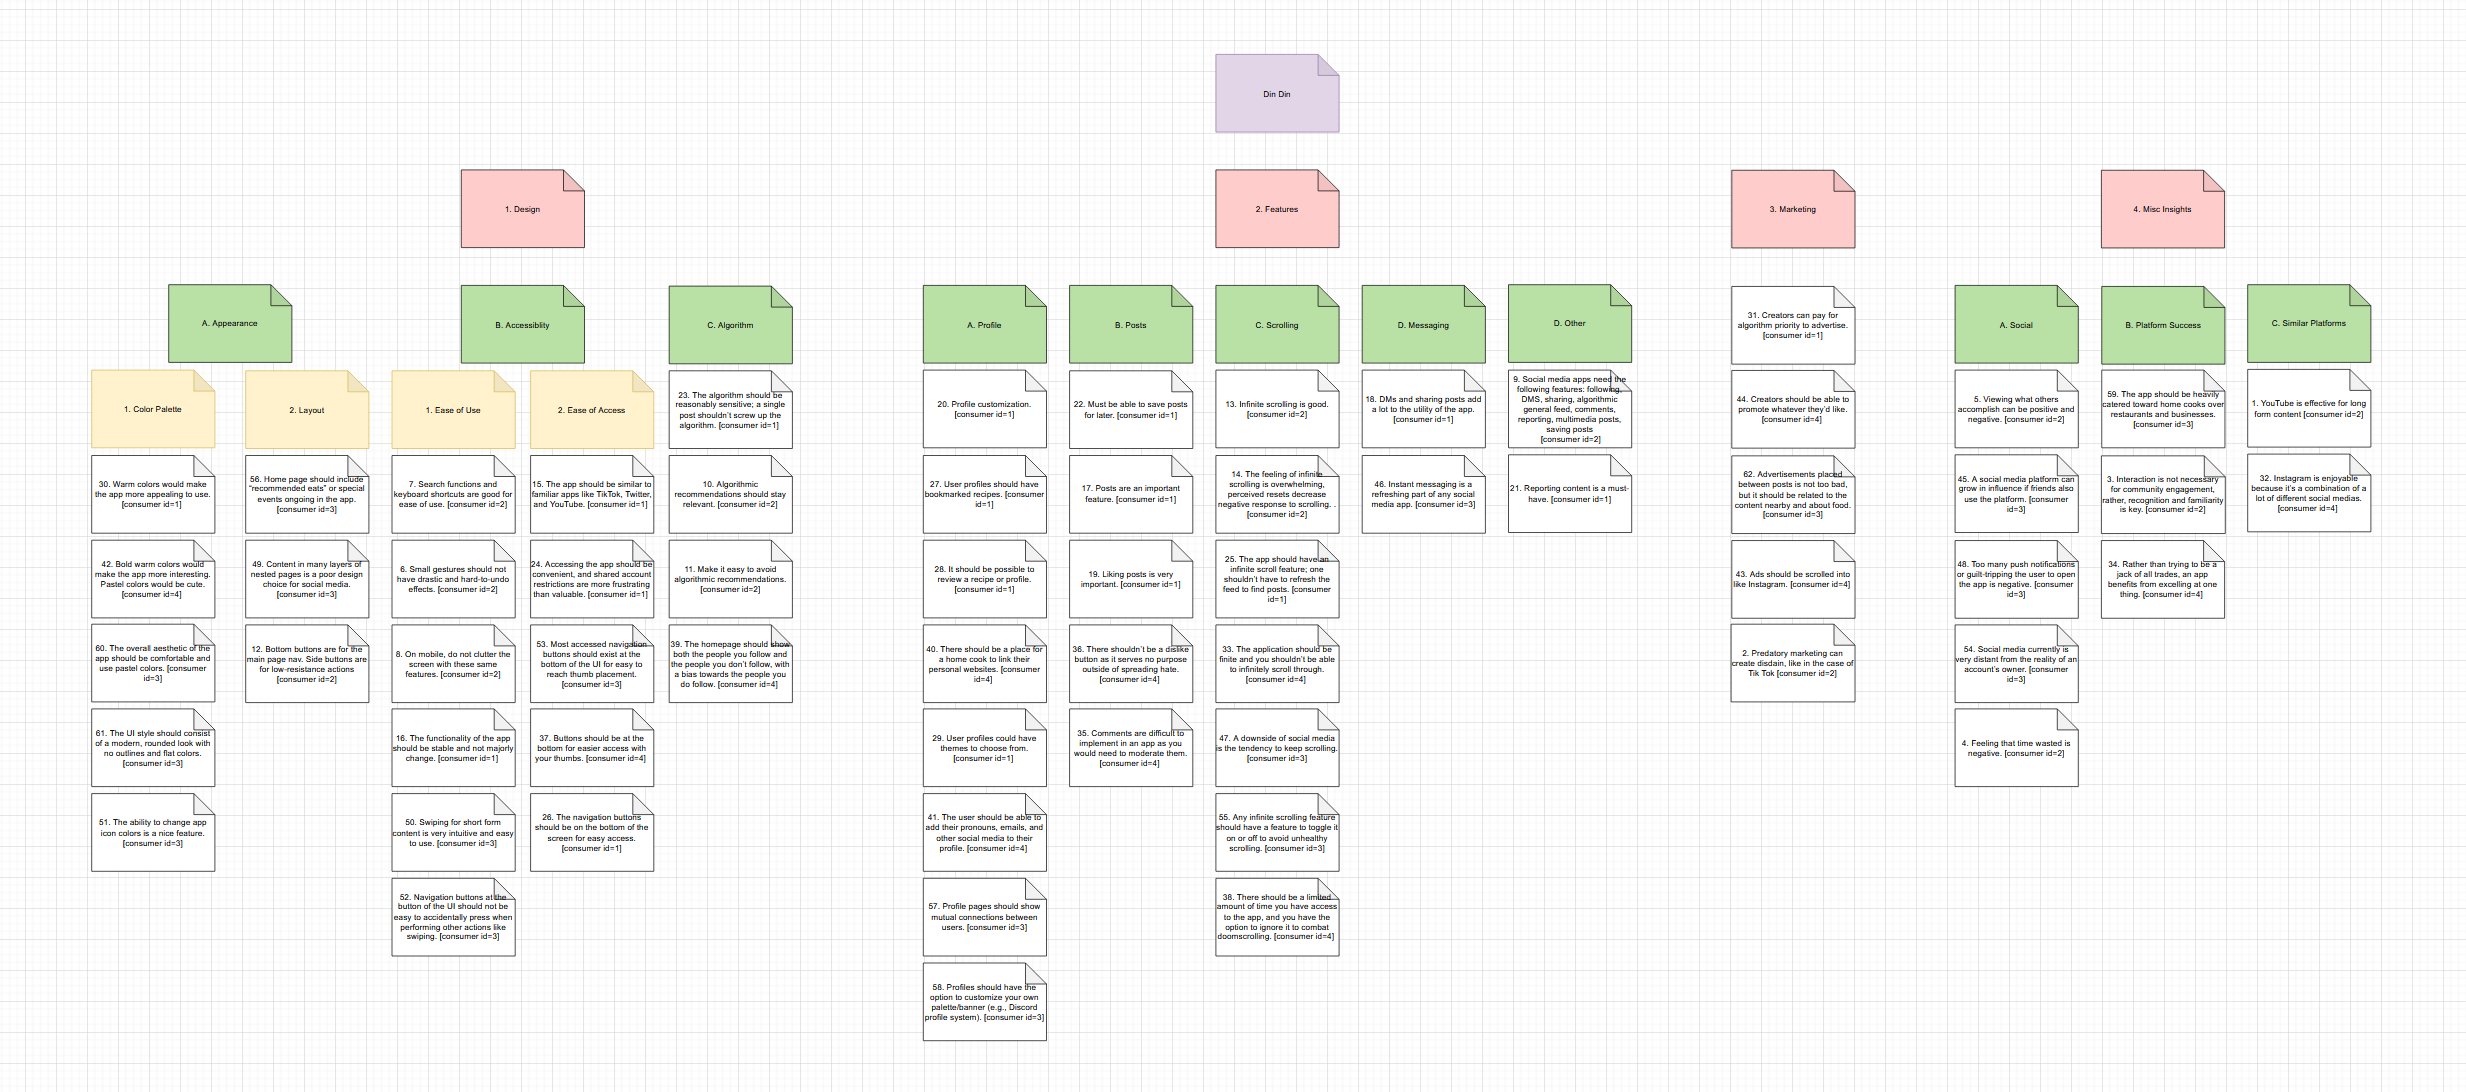 Din Din
1. Design
2. Features
3. Marketing
4. Misc Insights
A. Appearance
B. Accessiblity
C. Algorithm
A. Profile
B. Posts
C. Scrolling
D. Messaging
D. Other
A. Social
B. Platform Success
C. Similar Platforms
1. Color Palette
30. Warm colors would make
the app more appealing to use.
[consumer id=1]
42. Bold warm colors would
make the app more interesting.
Pastel colors would be cute.
[consumer id=4]
60. The overall aesthetic of the
app should be comfortable and
use pastel colors. [consumer
id=3]
61. The UI style should consist
of a modern, rounded look with
no outlines and flat colors.
[consumer id=3]
51. The ability to change app
icon colors is a nice feature.
[consumer id=3]
2. Layout
56. Home page should include
"recommended eats" or special
events ongoing in the app.
[consumer id=3]
49. Content in many layers of
nested pages is a poor design
choice for social media.
[consumer id=3]
12. Bottom buttons are for the
main page nav. Side buttons are
for low-resistance actions
[consumer id=2]
1. Ease of Use
7. Search functions and
keyboard shortcuts are good for
ease of use. [consumer id=2]
6. Small gestures should not
have drastic and hard-to-undo
effects. [consumer id=2]
8. On mobile, do not clutter the
screen with these same
features. [consumer id=2]
16. The functionality of the app
should be stable and not majorly
change. [consumer id=1]
50. Swiping for short form
content is very intuitive and easy
to use. [consumer id=3]
52. Navigation buttons at the
button of the UI should not be
easy to accidentally press when
performing other actions like
swiping. [consumer id=3]
2. Ease of Access
15. The app should be similar to
familiar apps like TikTok, Twitter,
and YouTube. [consumer id=1]
24. Accessing the app should be
convenient, and shared account
restrictions are more frustrating
than valuable. [consumer id=1]
53. Most accessed navigation
buttons should exist at the
bottom of the UI for easy to
reach thumb placement.
[consumer id=3]
37. Buttons should be at the
bottom for easier access with
your thumbs. [consumer id=4]
26. The navigation buttons
should be on the bottom of the
screen for easy access.
[consumer id=1]
23. The algorithm should be
reasonably sensitive; a single
post shouldn't screw up the
algorithm. [consumer id=1]
10. Algorithmic
recommendations should stay
relevant. [consumer id=2]
11. Make it easy to avoid
algorithmic recommendations.
[consumer id=2]
39. The homepage should show
both the people you follow and
the people you don't follow, with
a bias towards the people you
do follow. [consumer id=4]
20. Profile customization.
[consumer id=1]
27. User profiles should have
bookmarked recipes. [consumer
id=1]
28. It should be possible to
review a recipe or profile.
[consumer id=1]
40. There should be a place for
a home cook to link their
personal websites. [consumer
id=4]
29. User profiles could have
themes to choose from.
[consumer id=1]
41. The user should be able to
add their pronouns, emails, and
other social media to their
profile. [consumer id=4]
57. Profile pages should show
mutual connections between
users. [consumer id=3]
58. Profiles should have the
option to customize your own
palette/banner (e.g., Discord
profile system). [consumer id=3]
22. Must be able to save posts
for later. [consumer id=1]
17. Posts are an important
feature. [consumer id=1]
19. Liking posts is very
important. [consumer id=1]
36. There shouldn't be a dislike
button as it serves no purpose
outside of spreading hate.
[consumer id=4]
35. Comments are difficult to
implement in an app as you
would need to moderate them.
[consumer id=4]
13. Infinite scrolling is good.
[consumer id=2]
14. The feeling of infinite
scrolling is overwhelming,
perceived resets decrease
negative response to scrolling. .
[consumer id=2]
25. The app should have an
infinite scroll feature; one
shouldn't have to refresh the
feed to find posts. [consumer
id=1]
33. The application should be
finite and you shouldn't be able
to infinitely scroll through.
[consumer id=4]
47. A downside of social media
is the tendency to keep scrolling.
[consumer id=3]
55. Any infinite scrolling feature
should have a feature to toggle it
on or off to avoid unhealthy
scrolling. [consumer id=3]
38. There should be a limited
amount of time you have access
to the app, and you have the
option to ignore it to combat
doomscrolling. [consumer id=4]
18. DMs and sharing posts add
a lot to the utility of the app.
[consumer id=1]
46. Instant messaging is a
refreshing part of any social
media app. [consumer id=3]
9. Social media apps need the
following features: following,
DMS, sharing, algorithmic
general feed, comments,
reporting, multimedia posts,
saving posts
[consumer id=2]
21. Reporting content is a must-
have. [consumer id=1]
31. Creators can pay for
algorithm priority to advertise.
[consumer id=1]
44. Creators should be able to
promote whatever they'd like.
[consumer id=4]
62. Advertisements placed
between posts is not too bad,
but it should be related to the
content nearby and about food.
[consumer id=3]
43. Ads should be scrolled into
like Instagram. [consumer id=4]
2. Predatory marketing can
create disdain, like in the case of
Tik Tok [consumer id=2]
5. Viewing what others
accomplish can be positive and
negative. [consumer id=2]
45. A social media platform can
grow in influence if friends also
use the platform. [consumer
id=3]
48. Too many push notifications
or guilt-tripping the user to open
the app is negative. [consumer
id=3]
54. Social media currently is
very distant from the reality of an
account's owner. [consumer
id=3]
4. Feeling that time wasted is
negative. [consumer id=2]
59. The app should be heavily
catered toward home cooks over
restaurants and businesses.
[consumer id=3]
3. Interaction is not necessary
for community engagement,
rather, recognition and familiarity
is key. [consumer id=2]
34. Rather than trying to be a
jack of all trades, an app
benefits from excelling at one
thing. [consumer id=4]
1. YouTube is effective for long
form content [consumer id=2]
32. Instagram is enjoyable
because it's a combination of a
lot of different social medias.
[consumer id=4]